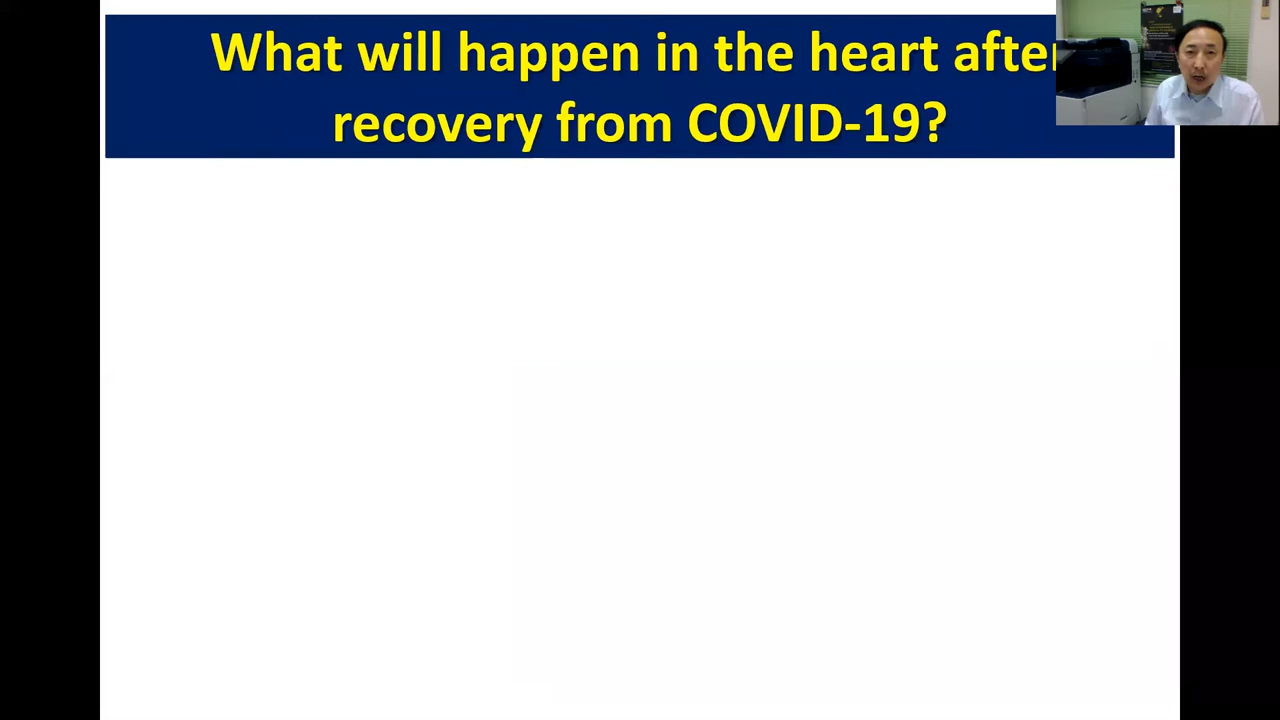 What will happen in the heart after
recovery from COVID-19?